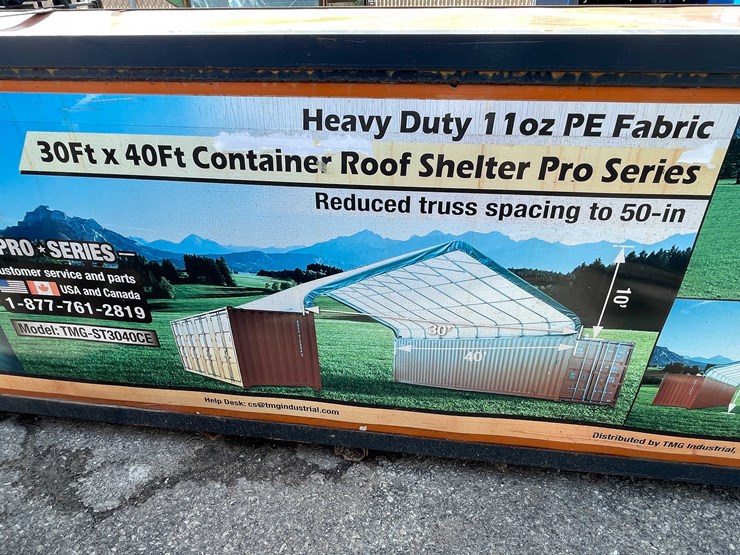 Heavy Duty 11oz PE Fabric
30Ft x 40Ft Container Roof Shelter Pro Series
Reduced truss spacing to 50-in
PRO★SERIES
ustomer service and parts
USA and Canada
1-877-761-2819
Model: TMG-ST3040CE
10'
30'
40'
Help Desk: cs@tmgindustrial.com
Distributed by TMG Industrial,